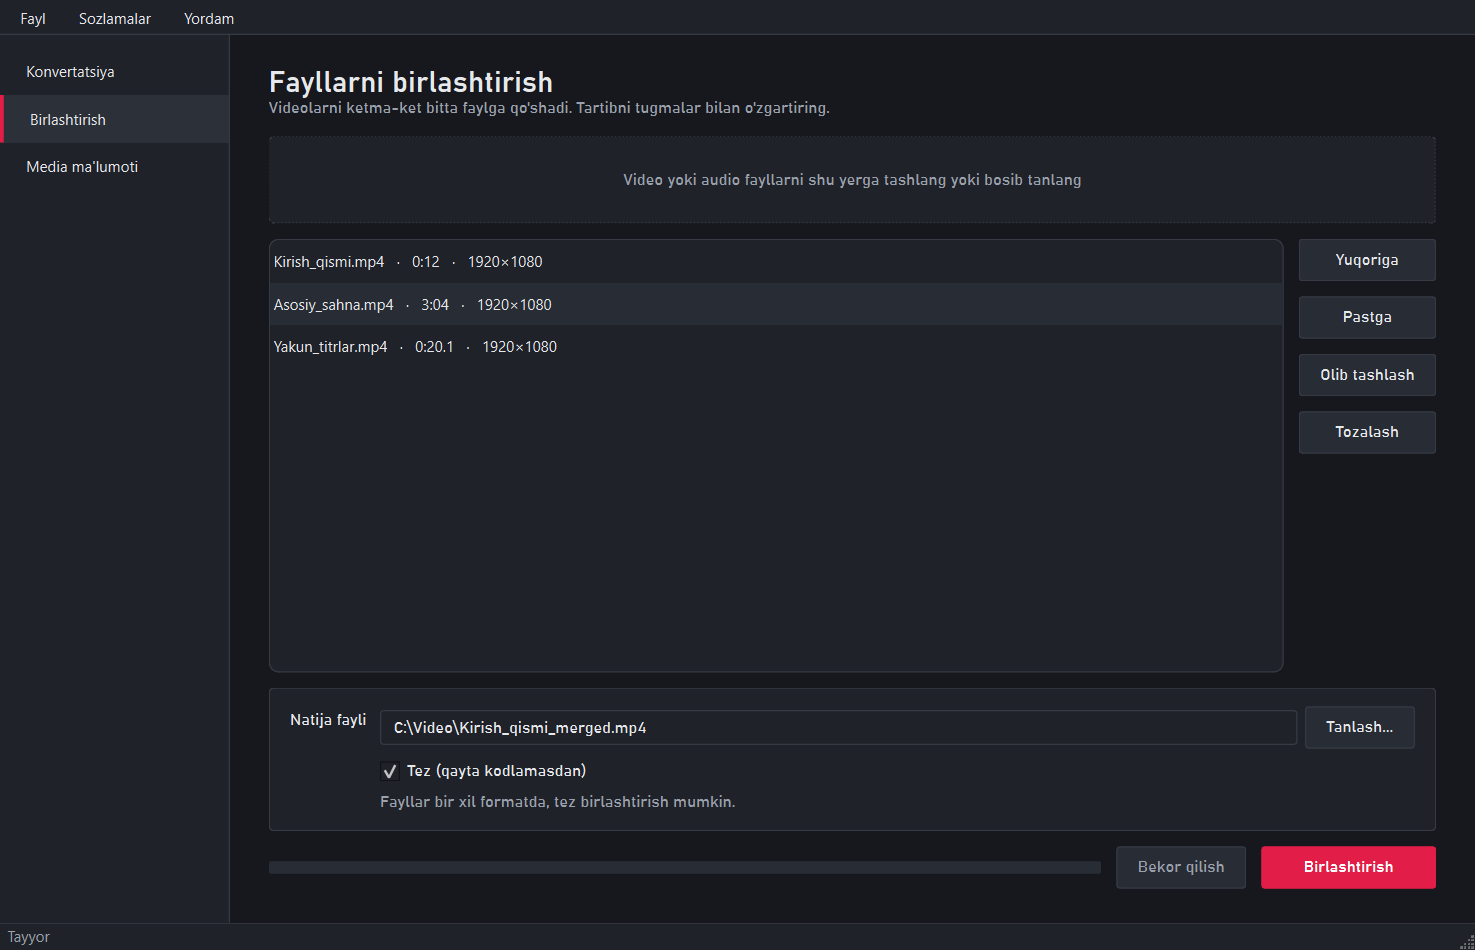 Fayl Sozlamalar Yordam
Konvertatsiya
Birlashtirish
Media ma'lumoti
Fayllarni birlashtirish
Videolarni ketma-ket bitta faylga qo'shadi. Tartibni tugmalar bilan o'zgartiring.
Video yoki audio fayllarni shu yerga tashlang yoki bosib tanlang
Kirish_qismi.mp4 · 0:12 · 1920×1080
Asosiy_sahna.mp4 · 3:04 · 1920×1080
Yakun_titrlar.mp4 · 0:20.1 · 1920×1080
Yuqoriga
Pastga
Olib tashlash
Tozalash
Natija fayli C:\Video\Kirish_qismi_merged.mp4 Tanlash...
Tez (qayta kodlamasdan)
Fayllar bir xil formatda, tez birlashtirish mumkin.
Bekor qilish Birlashtirish
Tayyor